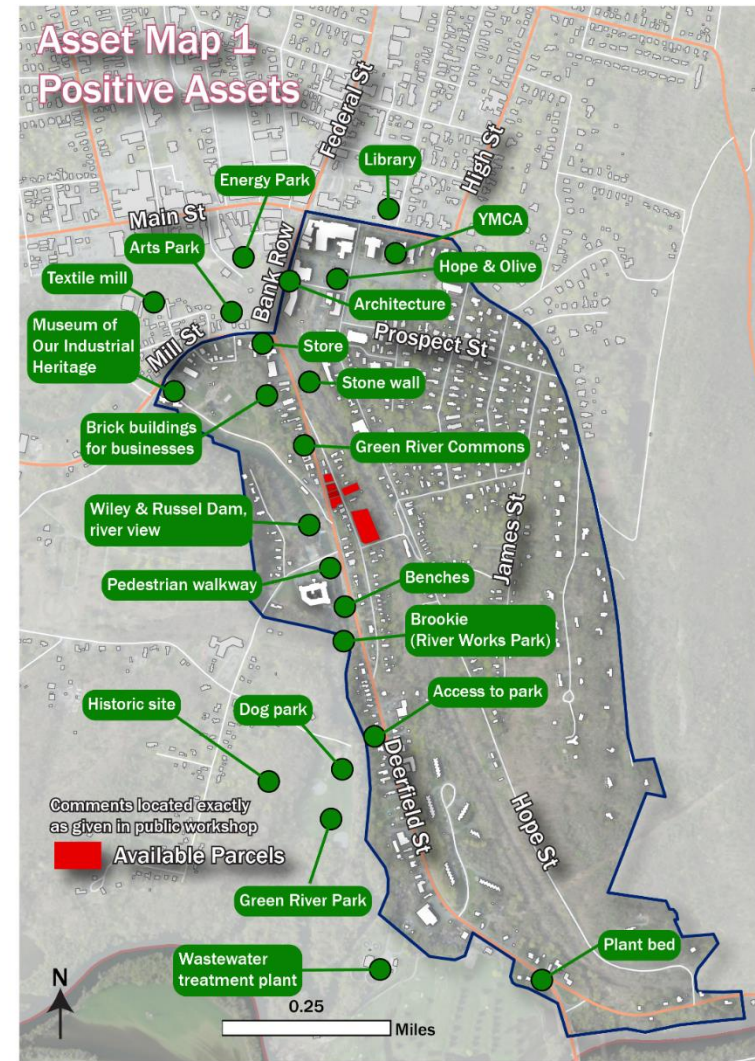 Asset Map 1
Positive Assets
Federal St
High St
Library
Energy Park
Main St
YMCA
Arts Park
Bank Row
Hope & Olive
Textile mill
Architecture
Museum of
Our Industrial
Heritage
Mill St
Prospect St
Store
Stone wall
Brick buildings
for businesses
Green River Commons
Wiley & Russel Dam,
river view
James St
Pedestrian walkway
Benches
Brookie
(River Works Park)
Historic site
Dog park
Access to park
Deerfield St
Hope St
Comments located exactly
as given in public workshop
Available Parcels
Green River Park
Plant bed
Wastewater
treatment plant
N
0.25
Miles